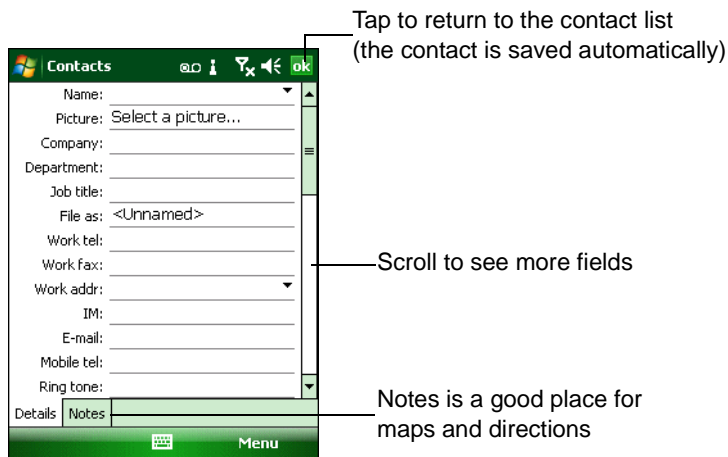 Tap to return to the contact list
(the contact is saved automatically)
Contacts
ok
Name:
Picture: Select a picture...
Company:
Department:
Job title:
File as: <Unnamed>
Work tel:
Work fax:
Work addr:
Scroll to see more fields
IM:
E-mail:
Mobile tel:
Ring tone:
Details Notes
Notes is a good place for
maps and directions
Menu